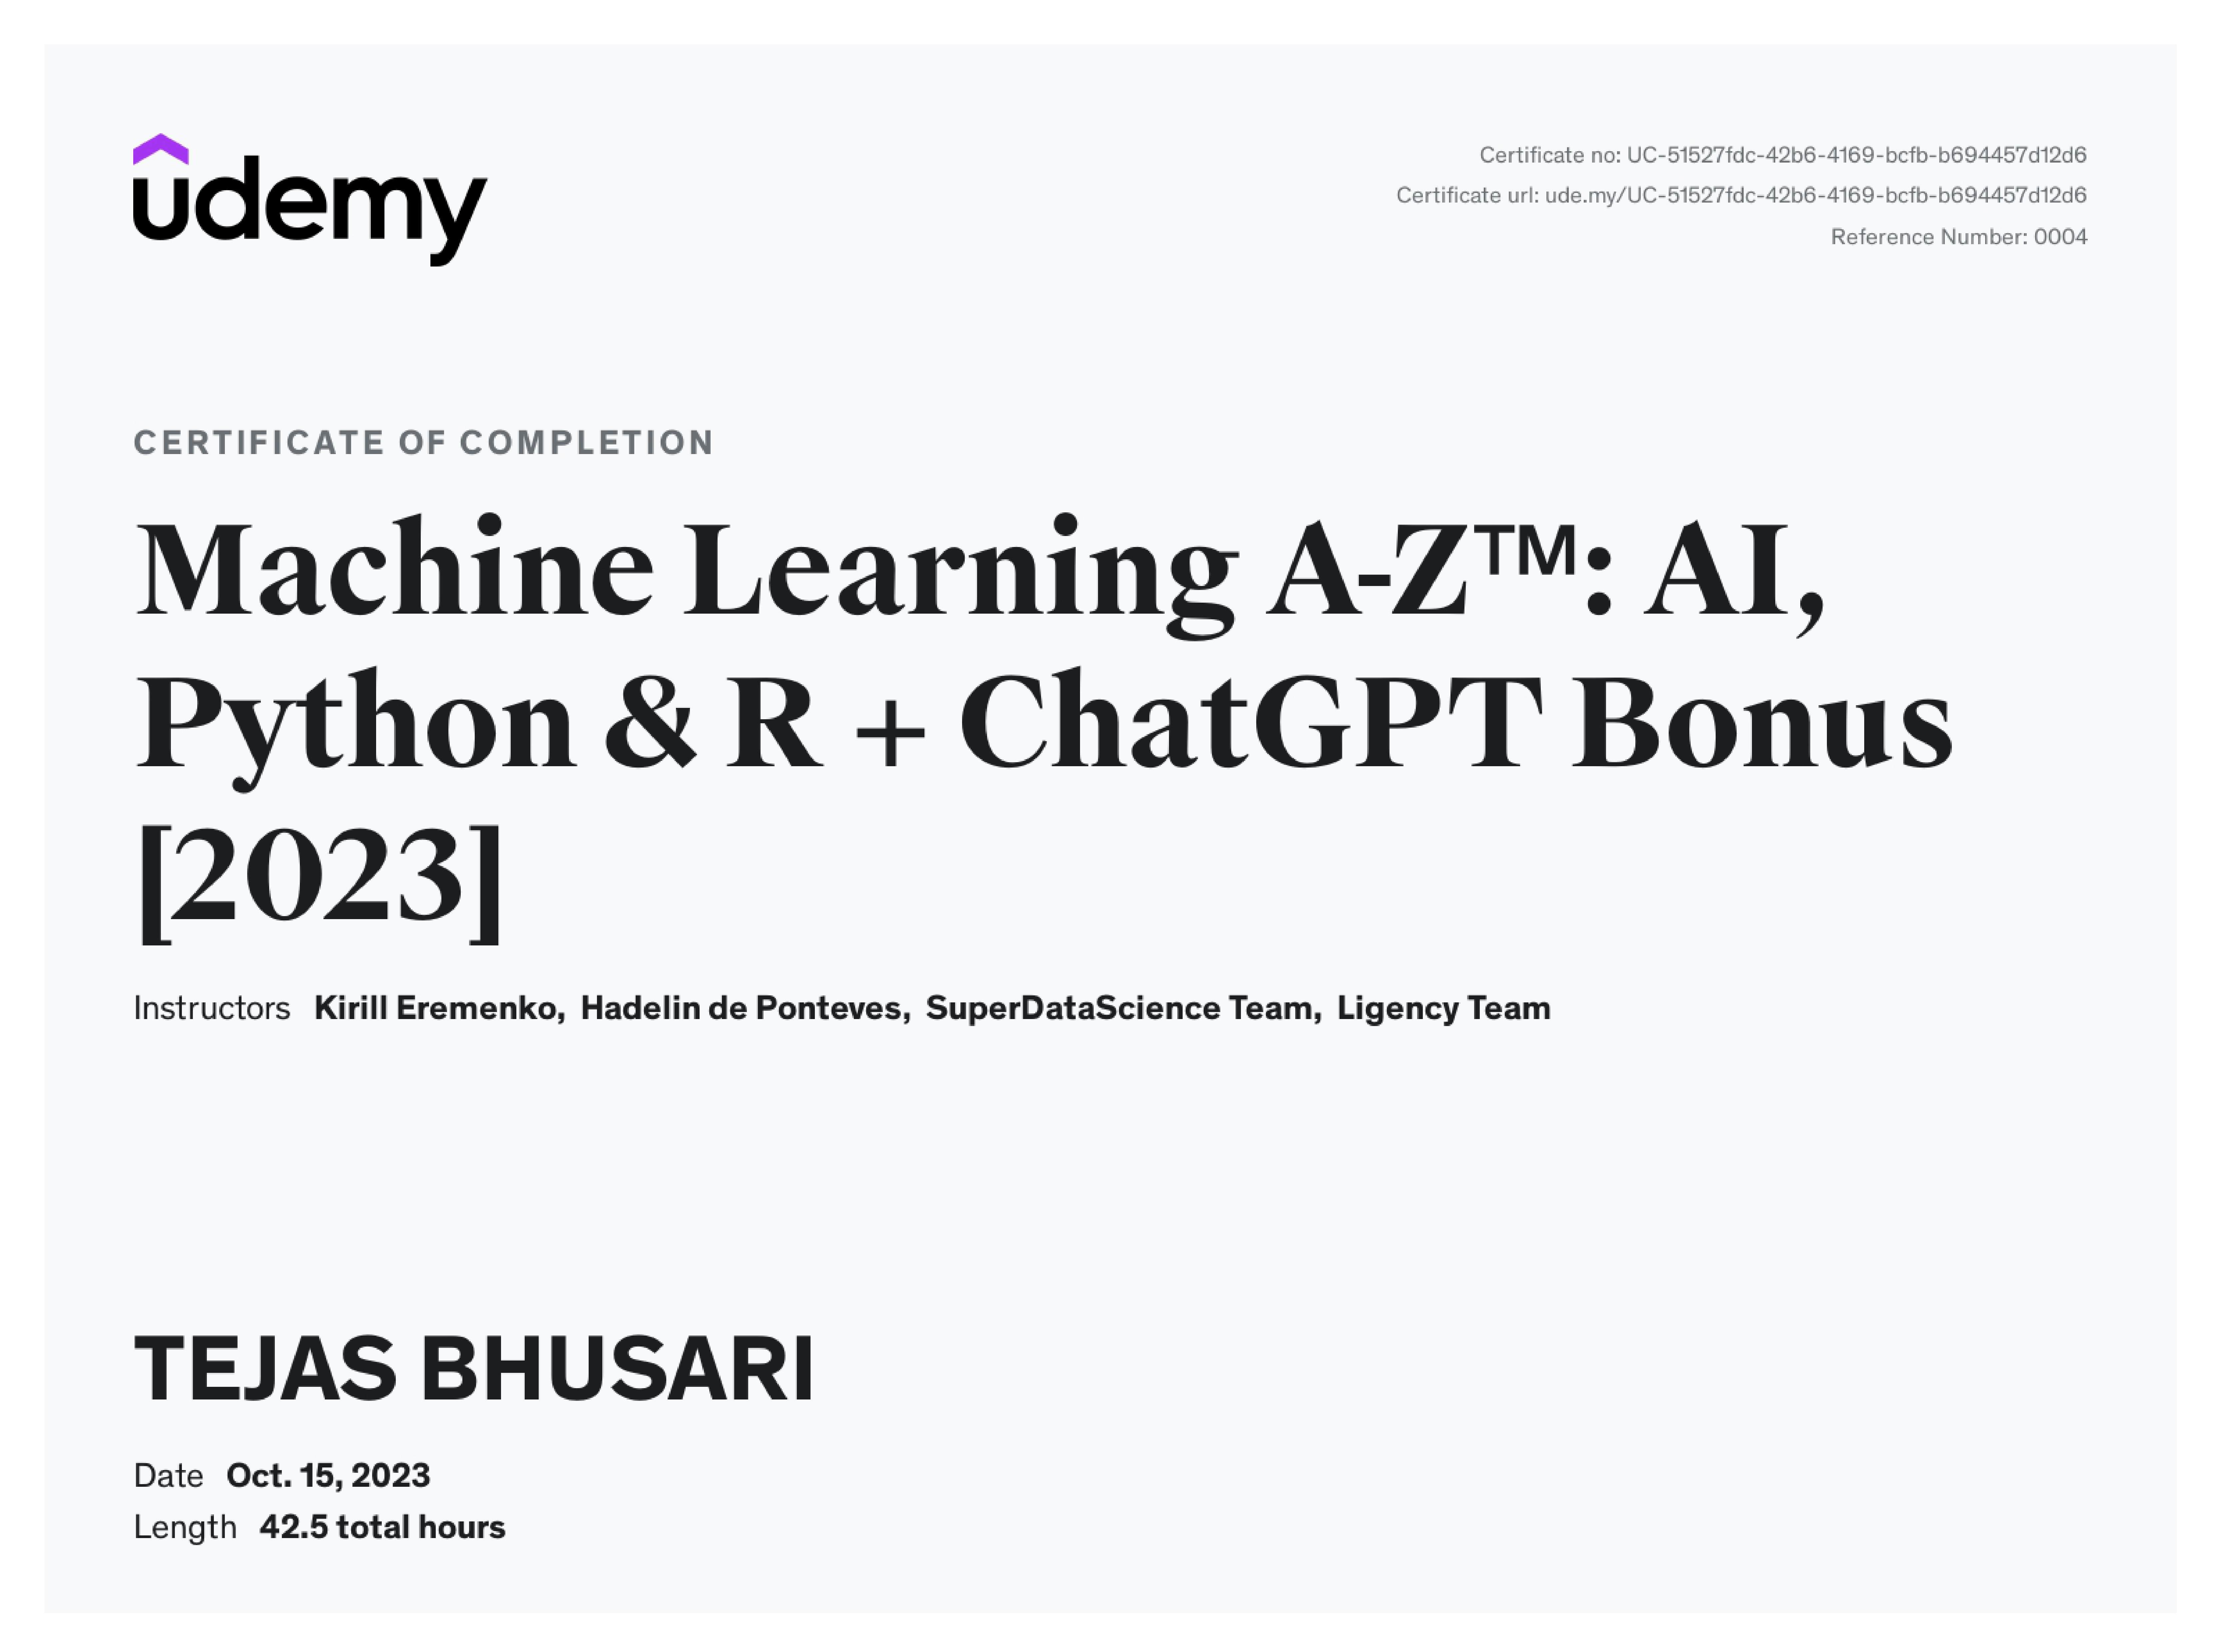 udemy
Certificate no: UC-51527fdc-42b6-4169-bcfb-b694457d12d6
Certificate url: ude.my/UC-51527fdc-42b6-4169-bcfb-b694457d12d6
Reference Number: 0004
CERTIFICATE OF COMPLETION
Machine Learning A-Z™: AI,
Python & R + ChatGPT Bonus
[2023]
Instructors Kirill Eremenko, Hadelin de Ponteves, SuperDataScience Team, Ligency Team
TEJAS BHUSARI
Date Oct. 15, 2023
Length 42.5 total hours